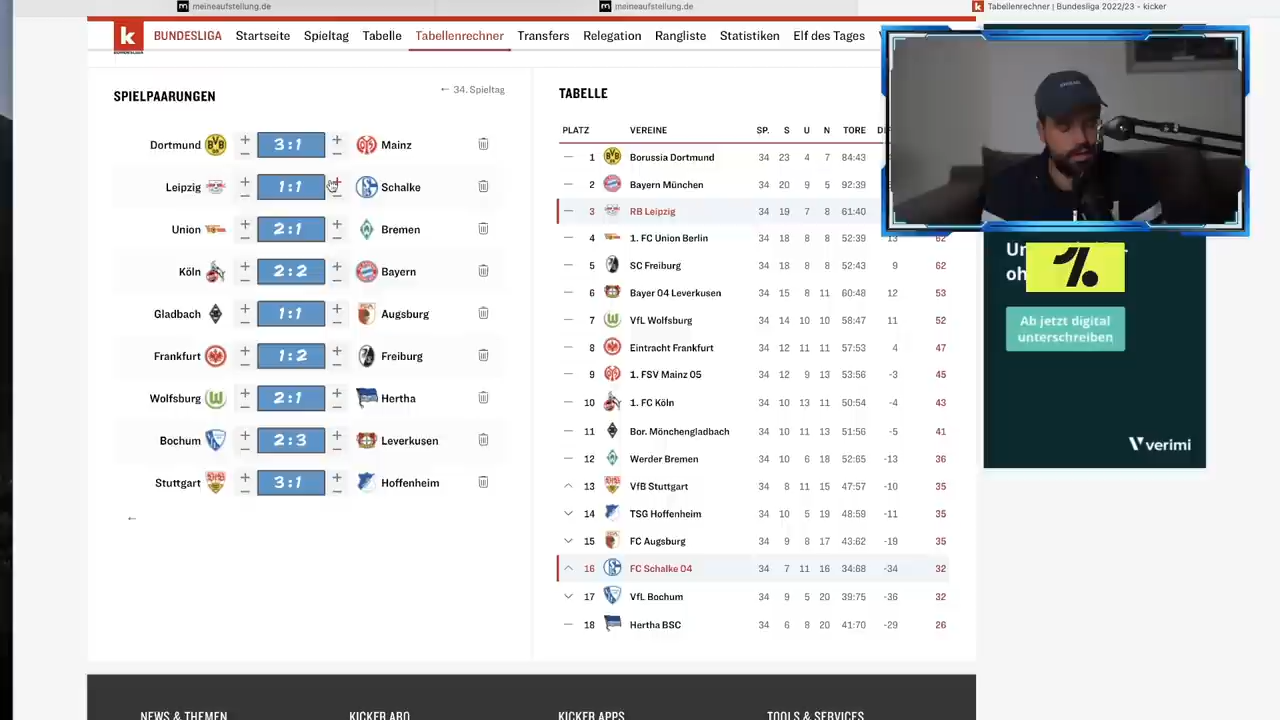 meineaufstellung.de
meineaufstellung.de
Tabellenrechner | Bundesliga 2022/23 - kicker
k
BUNDESLIGA Startseite Spieltag Tabelle Tabellenrechner Transfers Relegation Rangliste Statistiken Elf des Tages
SPIELPAARUNGEN
← 34. Spieltag
Dortmund + 3:1 + Mainz
Leipzig + 1:1 + Schalke
Union + 2:1 + Bremen
Köln + 2:2 + Bayern
Gladbach + 1:1 + Augsburg
Frankfurt + 1:2 + Freiburg
Wolfsburg + 2:1 + Hertha
Bochum + 2:3 + Leverkusen
Stuttgart + 3:1 + Hoffenheim
←
TABELLE
PLATZ VEREINE SP. S U N TORE
— 1 Borussia Dortmund 34 23 4 7 84:43
— 2 Bayern München 34 20 9 5 92:39
— 3 RB Leipzig 34 19 7 8 61:40
— 4 1. FC Union Berlin 34 18 8 8 52:39 13 62
— 5 SC Freiburg 34 18 8 8 52:43 9 62
— 6 Bayer 04 Leverkusen 34 15 8 11 60:48 12 53
— 7 VfL Wolfsburg 34 14 10 10 58:47 11 52
— 8 Eintracht Frankfurt 34 12 11 11 57:53 4 47
— 9 1. FSV Mainz 05 34 12 9 13 53:56 -3 45
— 10 1. FC Köln 34 10 13 11 50:54 -4 43
— 11 Bor. Mönchengladbach 34 10 11 13 51:56 -5 41
— 12 Werder Bremen 34 10 6 18 52:65 -13 36
13 VfB Stuttgart 34 8 11 15 47:57 -10 35
14 TSG Hoffenheim 34 10 5 19 48:59 -11 35
15 FC Augsburg 34 9 8 17 43:62 -19 35
16 FC Schalke 04 34 7 11 16 34:68 -34 32
17 VfL Bochum 34 9 5 20 39:75 -36 32
— 18 Hertha BSC 34 6 8 20 41:70 -29 26
1.
Ab jetzt digital
unterschreiben
verimi
NEWS & THEMEN KICKER ABO KICKER APPS TOOLS & SERVICES